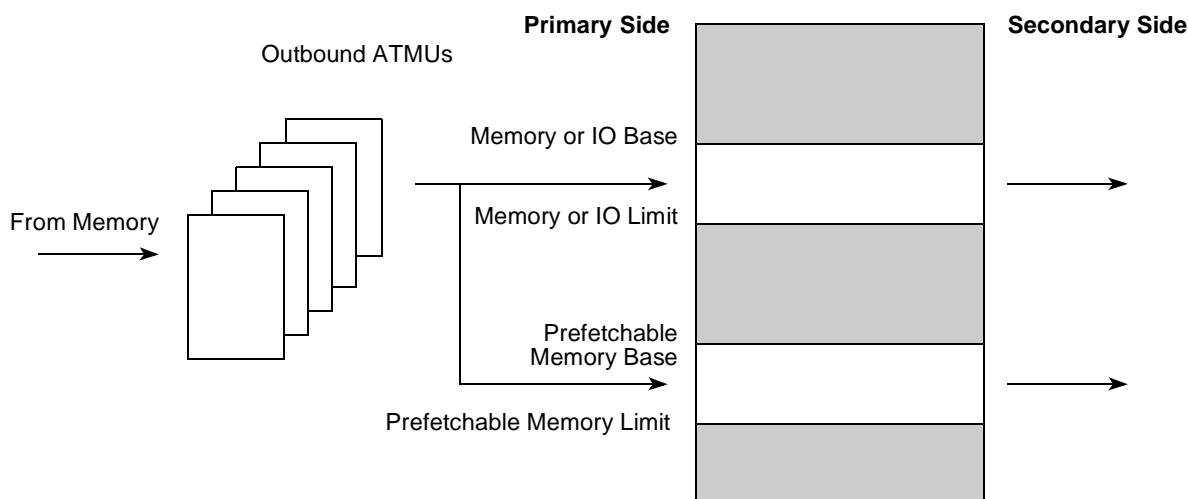 Primary Side
Secondary Side
Outbound ATMUs
Memory or IO Base
From Memory
Memory or IO Limit
Prefetchable
Memory Base
Prefetchable Memory Limit